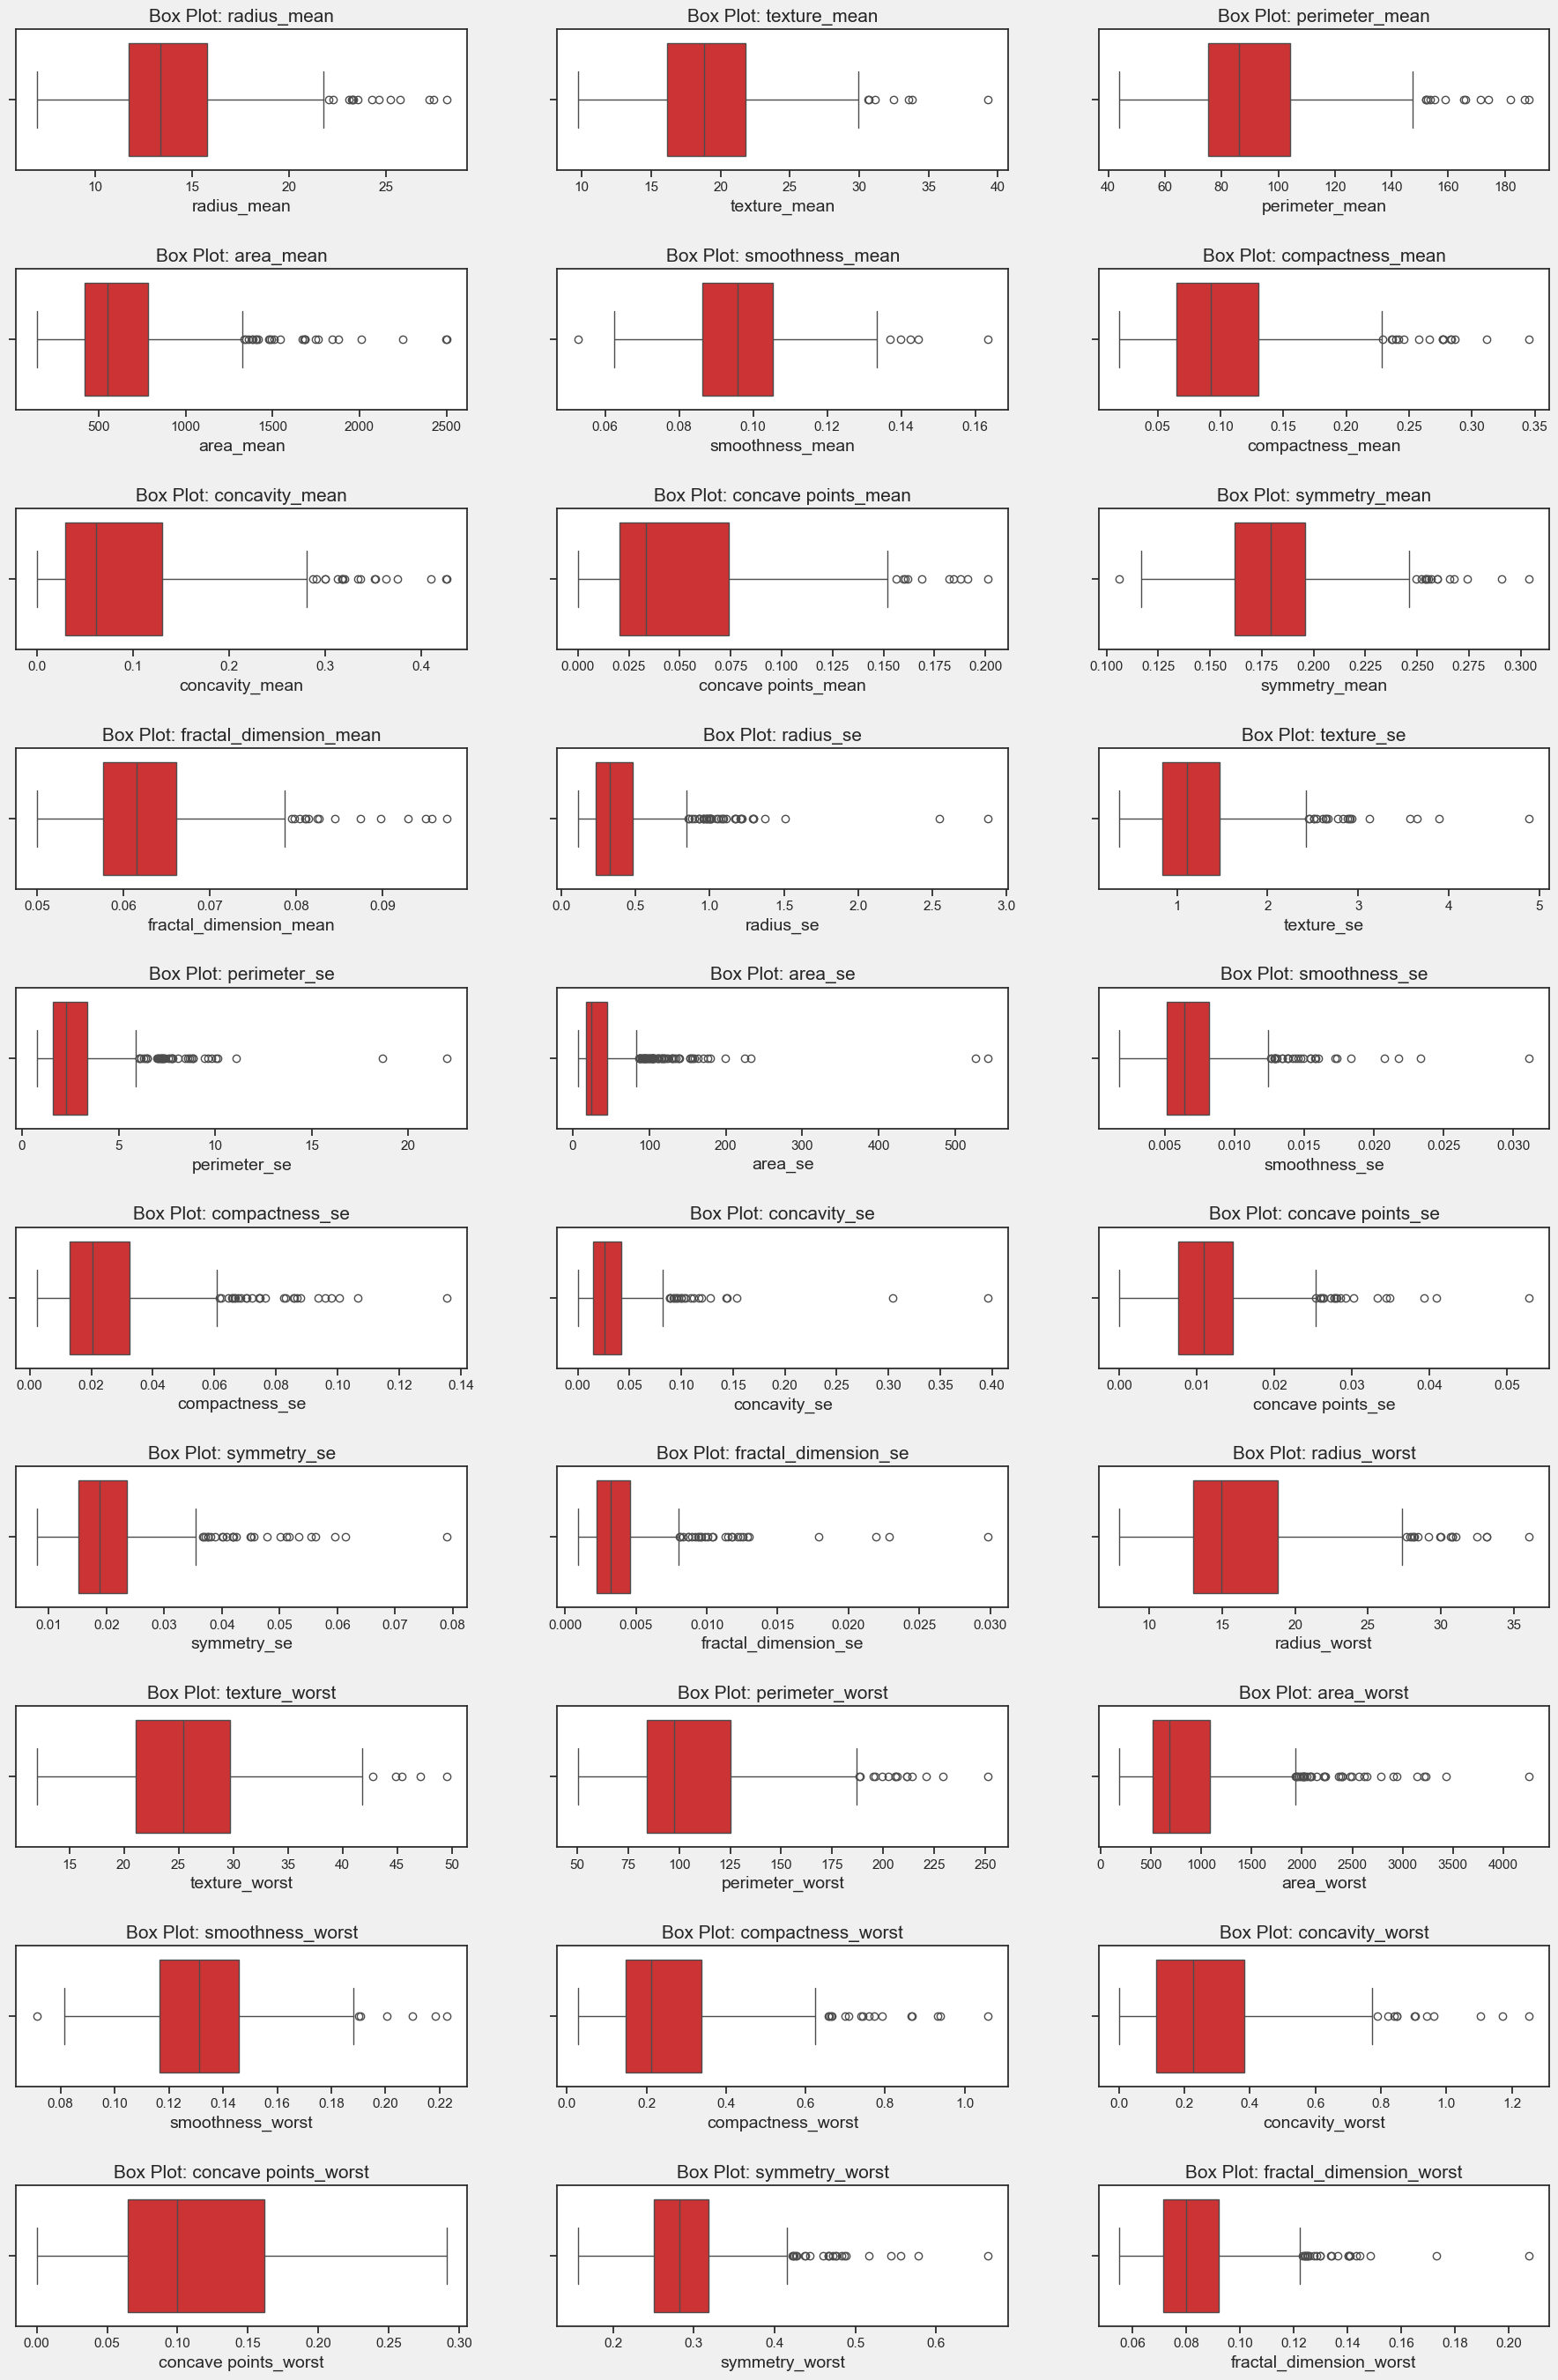 Box Plot: radius_mean
10 15 20 25
radius_mean
Box Plot: texture_mean
10 15 20 25 30 35 40
texture_mean
Box Plot: perimeter_mean
40 60 80 100 120 140 160 180
perimeter_mean
Box Plot: area_mean
500 1000 1500 2000 2500
area_mean
Box Plot: smoothness_mean
0.06 0.08 0.10 0.12 0.14 0.16
smoothness_mean
Box Plot: compactness_mean
0.05 0.10 0.15 0.20 0.25 0.30 0.35
compactness_mean
Box Plot: concavity_mean
0.0 0.1 0.2 0.3 0.4
concavity_mean
Box Plot: concave points_mean
0.000 0.025 0.050 0.075 0.100 0.125 0.150 0.175 0.200
concave points_mean
Box Plot: symmetry_mean
0.100 0.125 0.150 0.175 0.200 0.225 0.250 0.275 0.300
symmetry_mean
Box Plot: fractal_dimension_mean
0.05 0.06 0.07 0.08 0.09
fractal_dimension_mean
Box Plot: radius_se
0.0 0.5 1.0 1.5 2.0 2.5 3.0
radius_se
Box Plot: texture_se
1 2 3 4 5
texture_se
Box Plot: perimeter_se
0 5 10 15 20
perimeter_se
Box Plot: area_se
0 100 200 300 400 500
area_se
Box Plot: smoothness_se
0.005 0.010 0.015 0.020 0.025 0.030
smoothness_se
Box Plot: compactness_se
0.00 0.02 0.04 0.06 0.08 0.10 0.12 0.14
compactness_se
Box Plot: concavity_se
0.00 0.05 0.10 0.15 0.20 0.25 0.30 0.35 0.40
concavity_se
Box Plot: concave points_se
0.00 0.01 0.02 0.03 0.04 0.05
concave points_se
Box Plot: symmetry_se
0.01 0.02 0.03 0.04 0.05 0.06 0.07 0.08
symmetry_se
Box Plot: fractal_dimension_se
0.000 0.005 0.010 0.015 0.020 0.025 0.030
fractal_dimension_se
Box Plot: radius_worst
10 15 20 25 30 35
radius_worst
Box Plot: texture_worst
15 20 25 30 35 40 45 50
texture_worst
Box Plot: perimeter_worst
50 75 100 125 150 175 200 225 250
perimeter_worst
Box Plot: area_worst
0 500 1000 1500 2000 2500 3000 3500 4000
area_worst
Box Plot: smoothness_worst
0.08 0.10 0.12 0.14 0.16 0.18 0.20 0.22
smoothness_worst
Box Plot: compactness_worst
0.0 0.2 0.4 0.6 0.8 1.0
compactness_worst
Box Plot: concavity_worst
0.0 0.2 0.4 0.6 0.8 1.0 1.2
concavity_worst
Box Plot: concave points_worst
0.00 0.05 0.10 0.15 0.20 0.25 0.30
concave points_worst
Box Plot: symmetry_worst
0.2 0.3 0.4 0.5 0.6
symmetry_worst
Box Plot: fractal_dimension_worst
0.06 0.08 0.10 0.12 0.14 0.16 0.18 0.20
fractal_dimension_worst